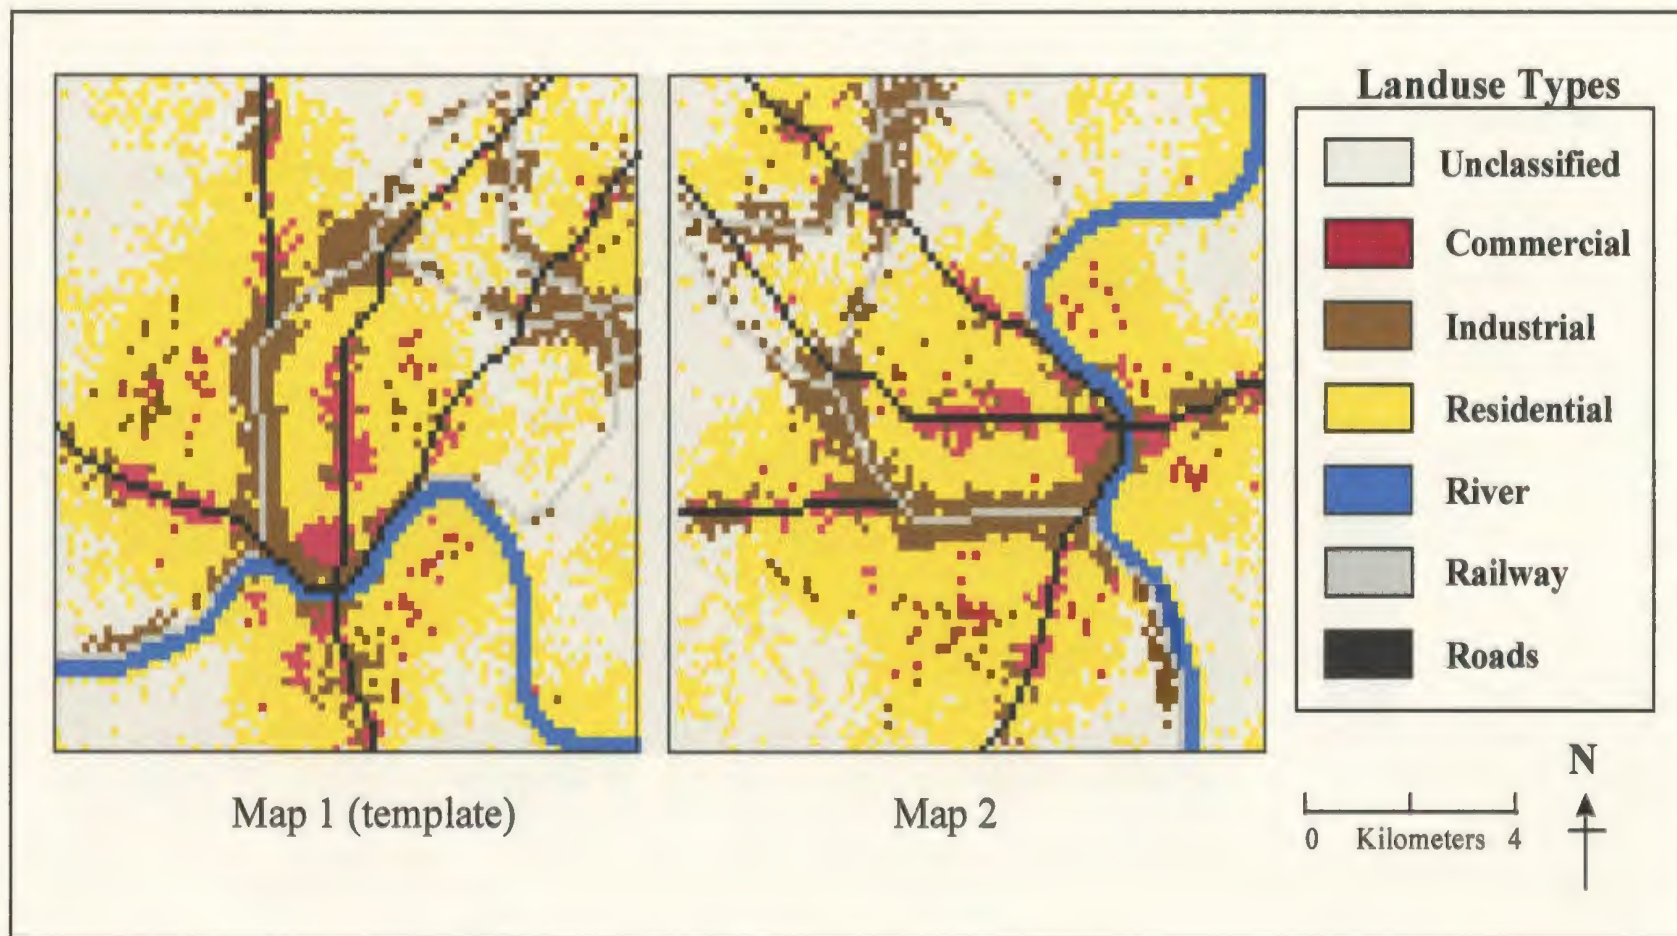 Landuse Types
Unclassified
Commercial
Industrial
Residential
River
Railway
Roads
Map 1 (template)
Map 2
N
0 Kilometers 4